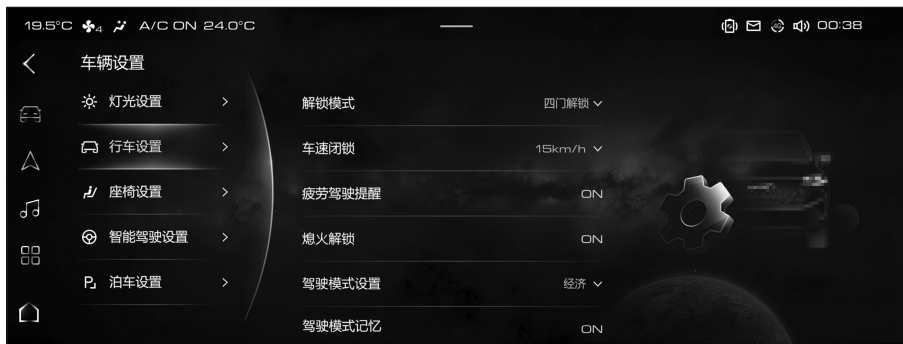 19.5°C 4 A/C ON 24.0°C 4G 00:38
车辆设置
灯光设置
行车设置
座椅设置
智能驾驶设置
P 泊车设置
解锁模式 四门解锁
车速闭锁 15km/h
疲劳驾驶提醒 ON
熄火解锁 ON
驾驶模式设置 经济
驾驶模式记忆 ON